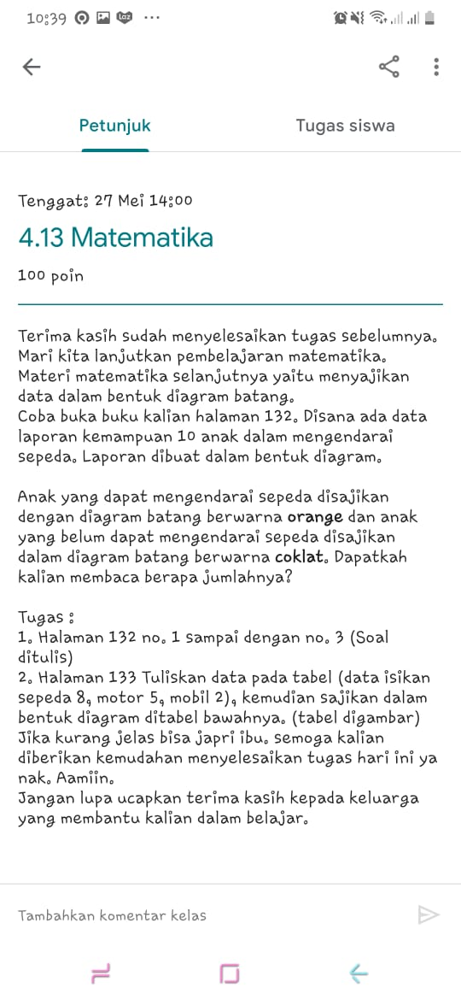 10:39
Petunjuk
Tugas siswa
Tenggat: 27 Mei 14:00
4.13 Matematika
100 poin
Terima kasih sudah menyelesaikan tugas sebelumnya.
Mari kita lanjutkan pembelajaran matematika.
Materi matematika selanjutnya yaitu menyajikan
data dalam bentuk diagram batang.
Coba buka buku kalian halaman 132. Disana ada data
laporan kemampuan 10 anak dalam mengendarai
sepeda. Laporan dibuat dalam bentuk diagram.
Anak yang dapat mengendarai sepeda disajikan
dengan diagram batang berwarna orange dan anak
yang belum dapat mengendarai sepeda disajikan
dalam diagram batang berwarna coklat. Dapatkah
kalian membaca berapa jumlahnya?
Tugas :
1. Halaman 132 no. 1 sampai dengan no. 3 (Soal
ditulis)
2. Halaman 133 Tuliskan data pada tabel (data isikan
sepeda 8, motor 5, mobil 2), kemudian sajikan dalam
bentuk diagram ditabel bawahnya. (tabel digambar)
Jika kurang jelas bisa japri ibu. semoga kalian
diberikan kemudahan menyelesaikan tugas hari ini ya
nak. Aamiin.
Jangan lupa ucapkan terima kasih kepada keluarga
yang membantu kalian dalam belajar.
Tambahkan komentar kelas